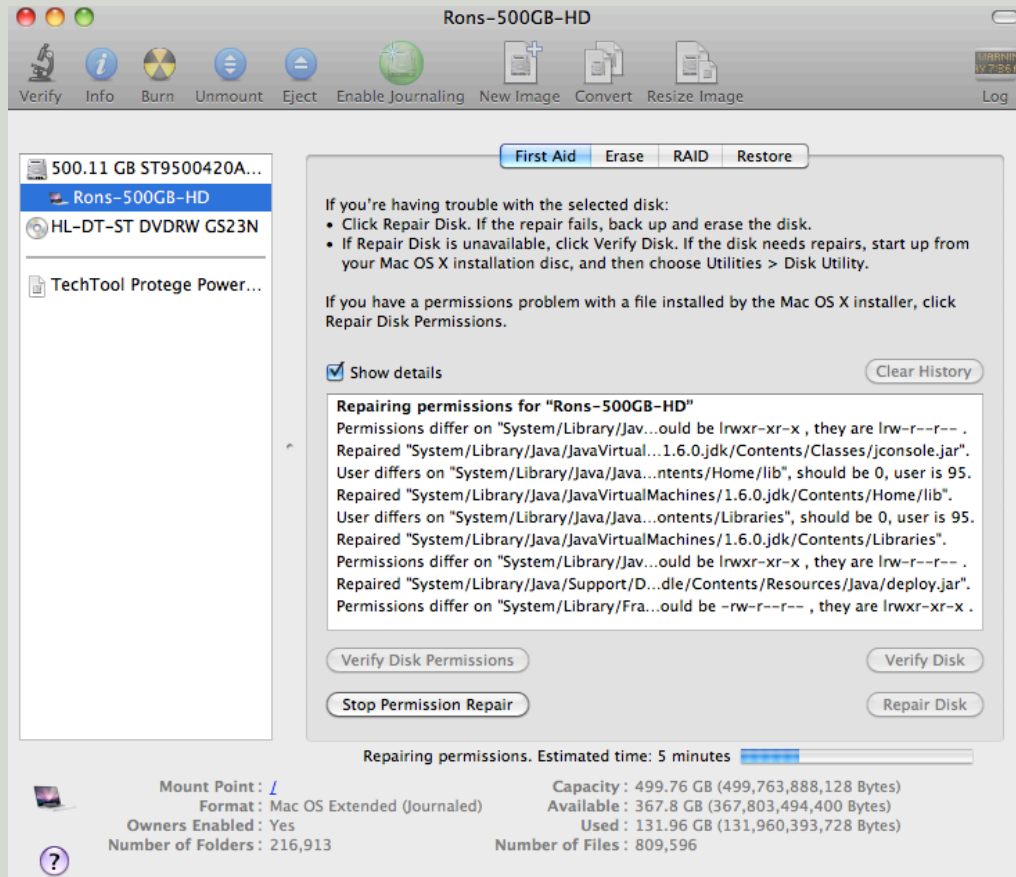 Rons-500GB-HD
Verify Info Burn Unmount Eject Enable Journaling New Image Convert Resize Image Log
500.11 GB ST9500420A...
Rons-500GB-HD
HL-DT-ST DVDRW GS23N
TechTool Protege Power...
First Aid Erase RAID Restore
If you're having trouble with the selected disk:
• Click Repair Disk. If the repair fails, back up and erase the disk.
• If Repair Disk is unavailable, click Verify Disk. If the disk needs repairs, start up from
your Mac OS X installation disc, and then choose Utilities > Disk Utility.
If you have a permissions problem with a file installed by the Mac OS X installer, click
Repair Disk Permissions.
Show details
Clear History
Repairing permissions for “Rons-500GB-HD”
Permissions differ on "System/Library/Jav...ould be lrwxr-xr-x , they are lrw-r--r-- .
Repaired "System/Library/Java/JavaVirtual...1.6.0.jdk/Contents/Classes/jconsole.jar".
User differs on "System/Library/Java/Java...ntents/Home/lib", should be 0, user is 95.
Repaired "System/Library/Java/JavaVirtualMachines/1.6.0.jdk/Contents/Home/lib".
User differs on "System/Library/Java/Java...ontents/Libraries", should be 0, user is 95.
Repaired "System/Library/Java/JavaVirtualMachines/1.6.0.jdk/Contents/Libraries".
Permissions differ on "System/Library/Jav...ould be lrwxr-xr-x , they are lrw-r--r-- .
Repaired "System/Library/Java/Support/D...dle/Contents/Resources/Java/deploy.jar".
Permissions differ on "System/Library/Fra...ould be -rw-r--r-- , they are lrwxr-xr-x .
Verify Disk Permissions
Verify Disk
Stop Permission Repair
Repair Disk
Repairing permissions. Estimated time: 5 minutes
Mount Point : /
Format : Mac OS Extended (Journaled)
Owners Enabled : Yes
Number of Folders : 216,913
Capacity : 499.76 GB (499,763,888,128 Bytes)
Available : 367.8 GB (367,803,494,400 Bytes)
Used : 131.96 GB (131,960,393,728 Bytes)
Number of Files : 809,596
?